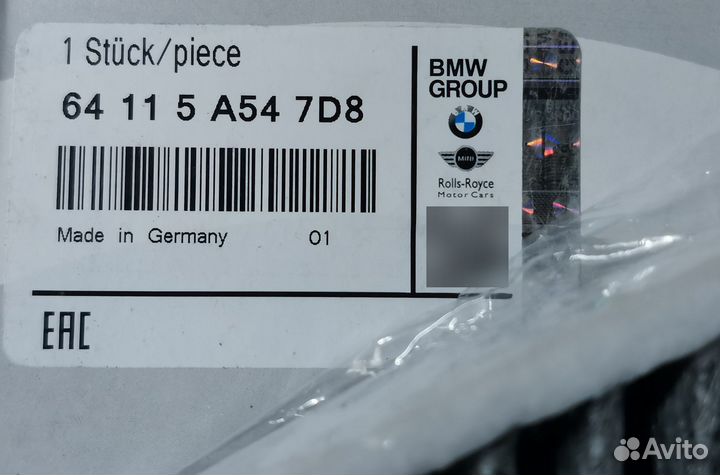 1 Stück/piece
64 11 5 A54 7D8
Made in Germany 01
BMW
GROUP
MINI
Rolls-Royce
Motor Cars
EAC
Avito